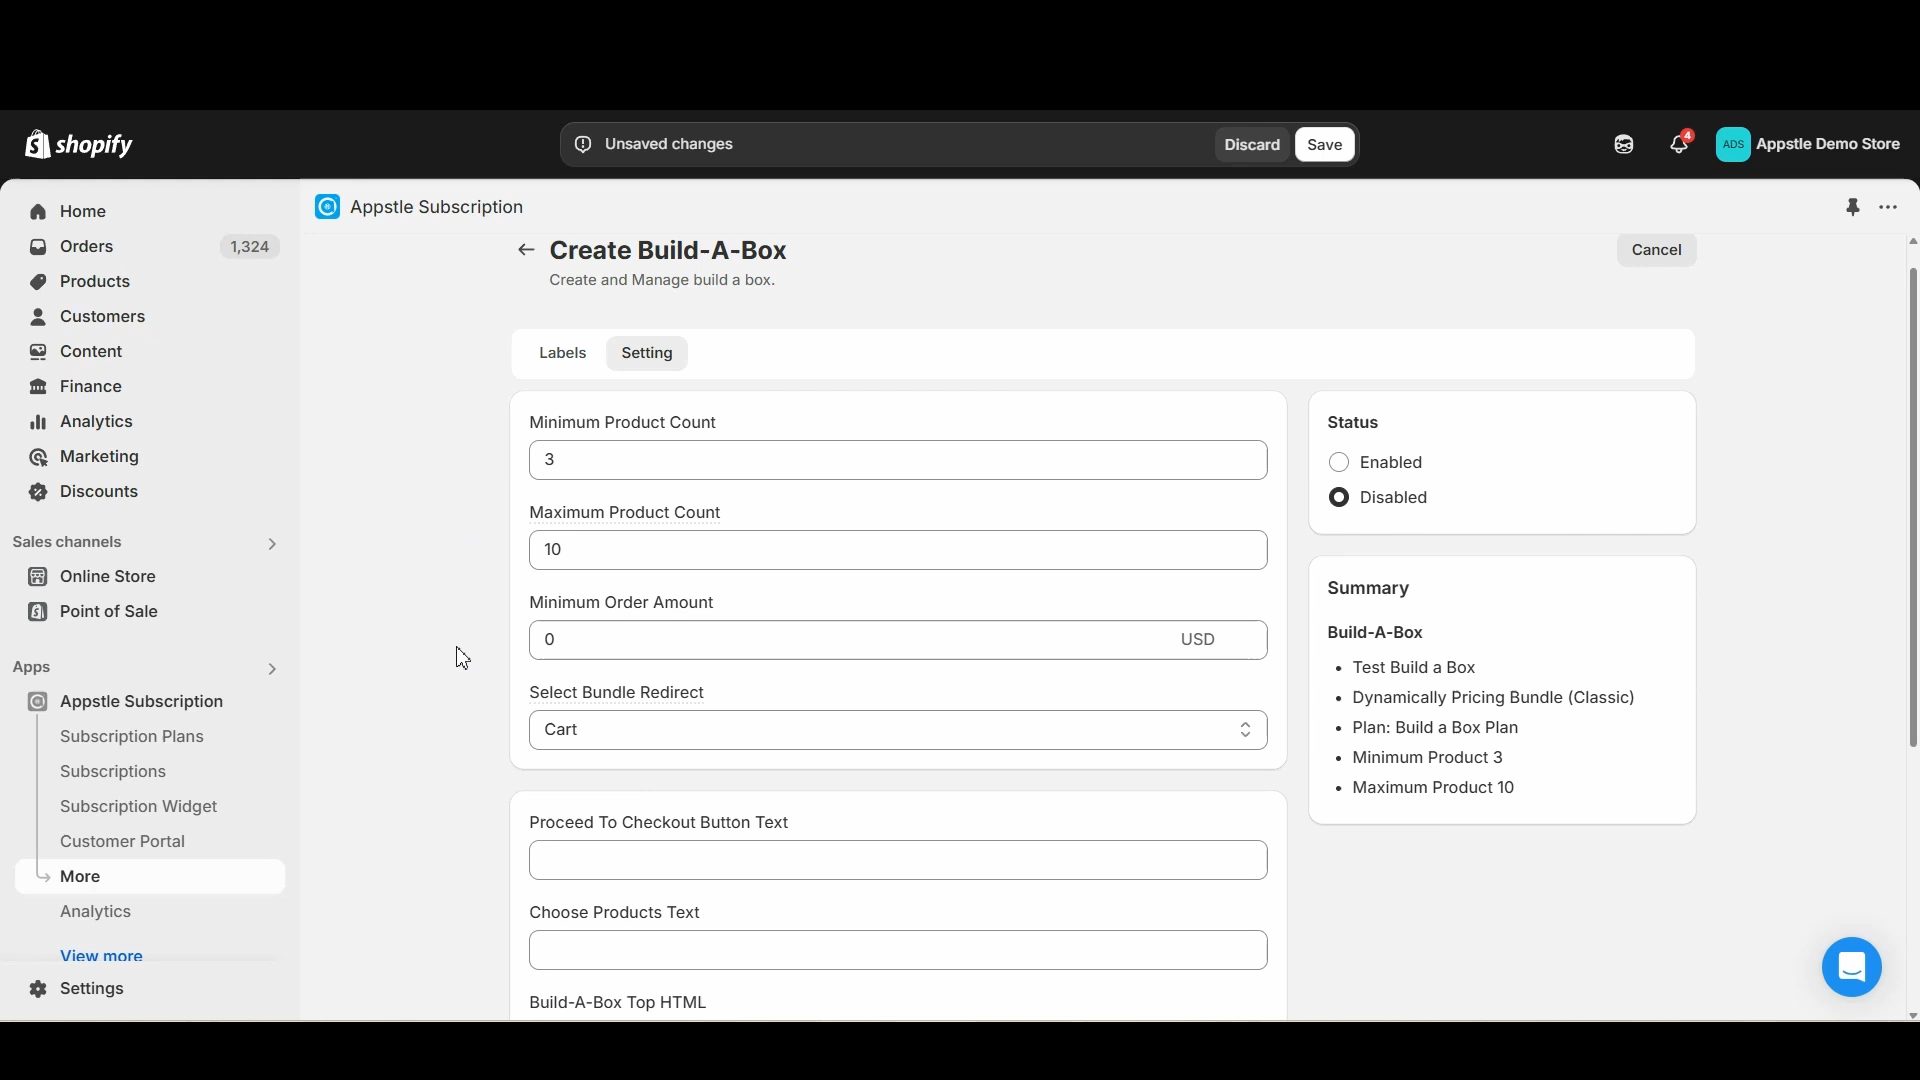 shopify
Unsaved changes
Discard
Save
4
ADS
Appstle Demo Store
Home
Orders
1,324
Products
Customers
Content
Finance
Analytics
Marketing
Discounts
Sales channels
Online Store
Point of Sale
Apps
Appstle Subscription
Subscription Plans
Subscriptions
Subscription Widget
Customer Portal
More
Analytics
View more
Settings
Appstle Subscription
Create Build-A-Box
Create and Manage build a box.
Cancel
Labels
Setting
Minimum Product Count
3
Maximum Product Count
10
Minimum Order Amount
0
USD
Select Bundle Redirect
Cart
Proceed To Checkout Button Text
Choose Products Text
Build-A-Box Top HTML
Status
Enabled
Disabled
Summary
Build-A-Box
• Test Build a Box
• Dynamically Pricing Bundle (Classic)
• Plan: Build a Box Plan
• Minimum Product 3
• Maximum Product 10